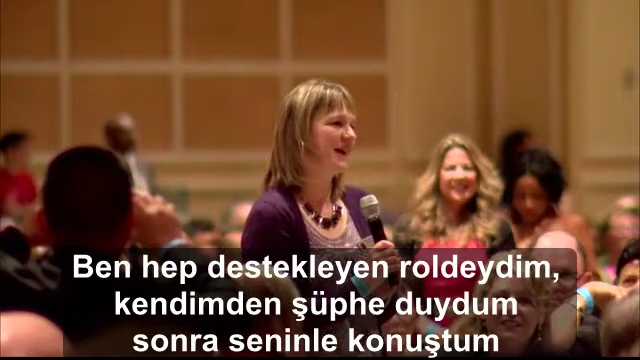 Ben hep destekleyen roldeydim,
kendimden şüphe duydum
sonra seninle konuştum